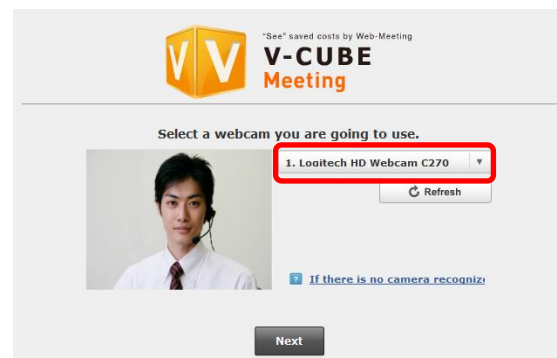 "See" saved costs by Web-Meeting
V-CUBE
Meeting
Select a webcam you are going to use.
1. Logitech HD Webcam C270
Refresh
? If there is no camera recognize
Next